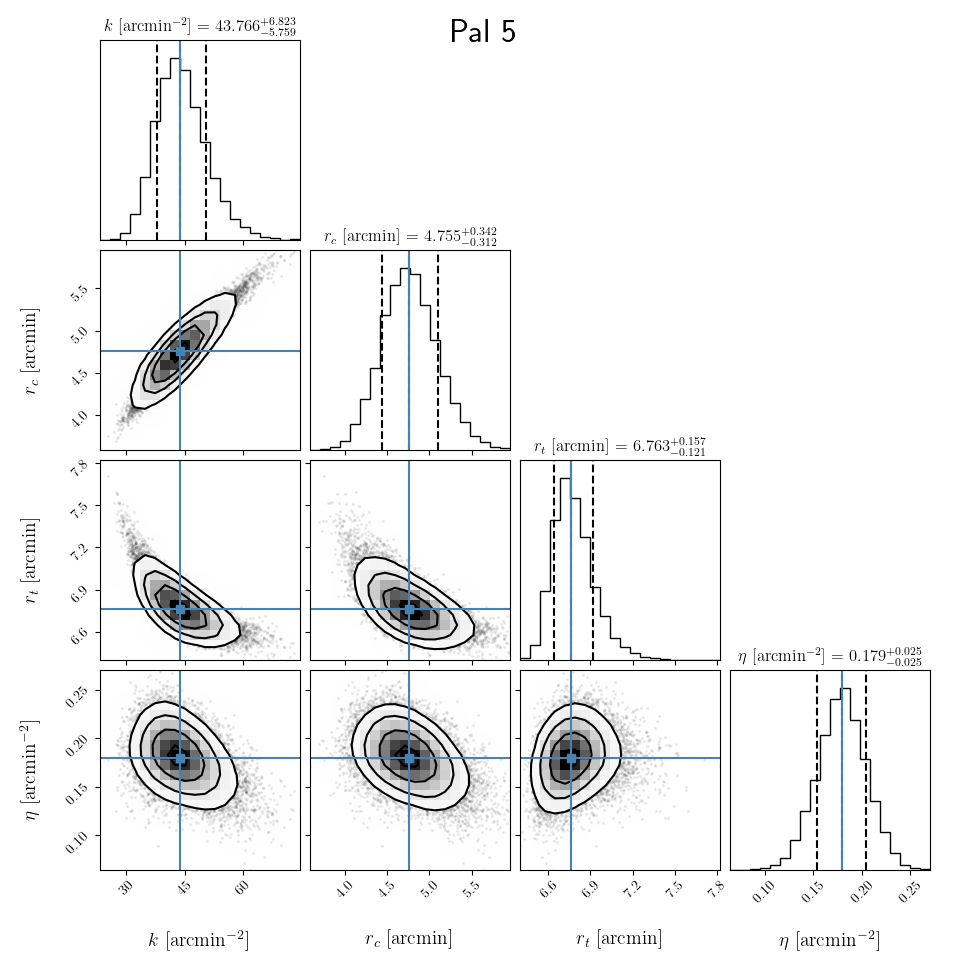 Pal 5
k [arcmin⁻²] = 43.766 +6.823 −5.759
r_c [arcmin] = 4.755 +0.342 −0.312
r_c [arcmin]
5.5
5.0
4.5
4.0
r_t [arcmin] = 6.763 +0.157 −0.121
r_t [arcmin]
7.8
7.5
7.2
6.9
6.6
η [arcmin⁻²] = 0.179 +0.025 −0.025
η [arcmin⁻²]
0.25
0.20
0.15
0.10
30 45 60
4.0 4.5 5.0 5.5
6.6 6.9 7.2 7.5 7.8
0.10 0.15 0.20 0.25
k [arcmin⁻²]
r_c [arcmin]
r_t [arcmin]
η [arcmin⁻²]